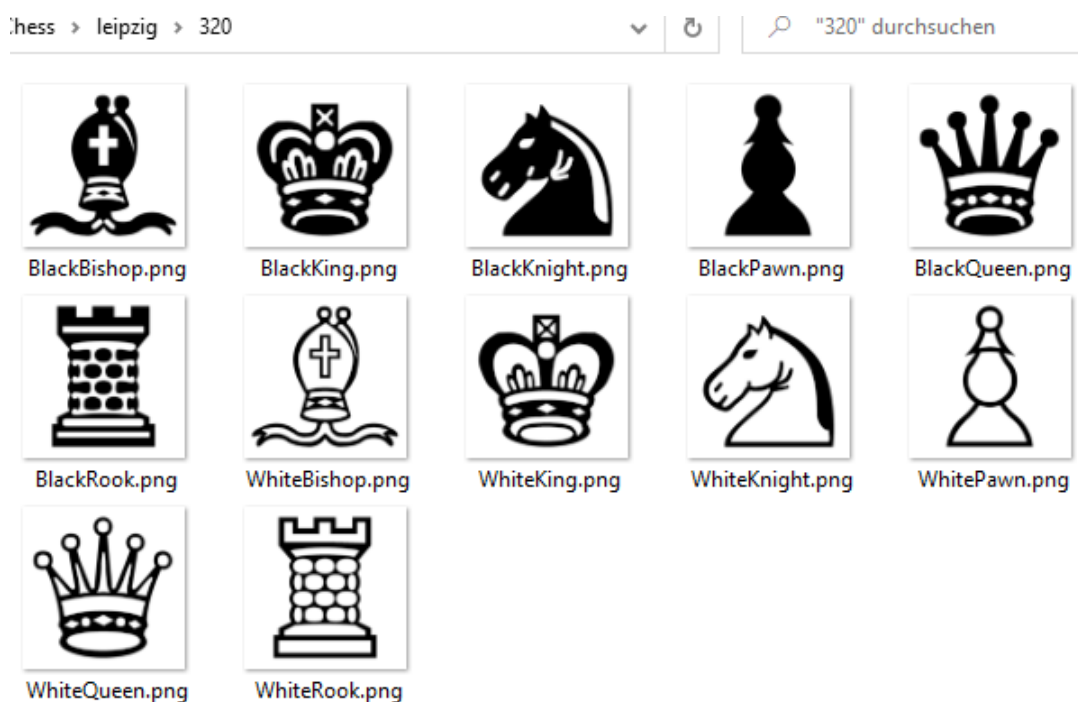 Chess > leipzig > 320
"320" durchsuchen
BlackBishop.png
BlackKing.png
BlackKnight.png
BlackPawn.png
BlackQueen.png
BlackRook.png
WhiteBishop.png
WhiteKing.png
WhiteKnight.png
WhitePawn.png
WhiteQueen.png
WhiteRook.png